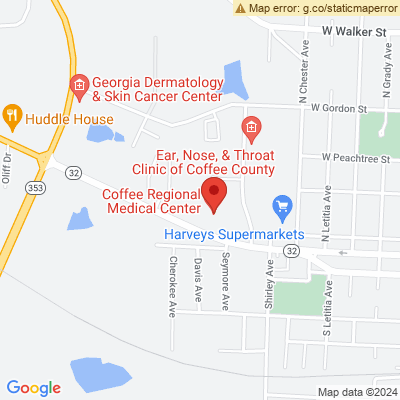 Map error: g.co/staticmaperror
W Walker St
N Chester Ave
N Grady Ave
Georgia Dermatology
& Skin Cancer Center
W Gordon St
Huddle House
Ear, Nose, & Throat
Clinic of Coffee County
W Peachtree St
Oliff Dr
32
353
Coffee Regional
Medical Center
Harveys Supermarkets
N Letitia Ave
32
Cherokee Ave
Davis Ave
Seymore Ave
Shirley Ave
S Letitia Ave
Google
Map data ©2024